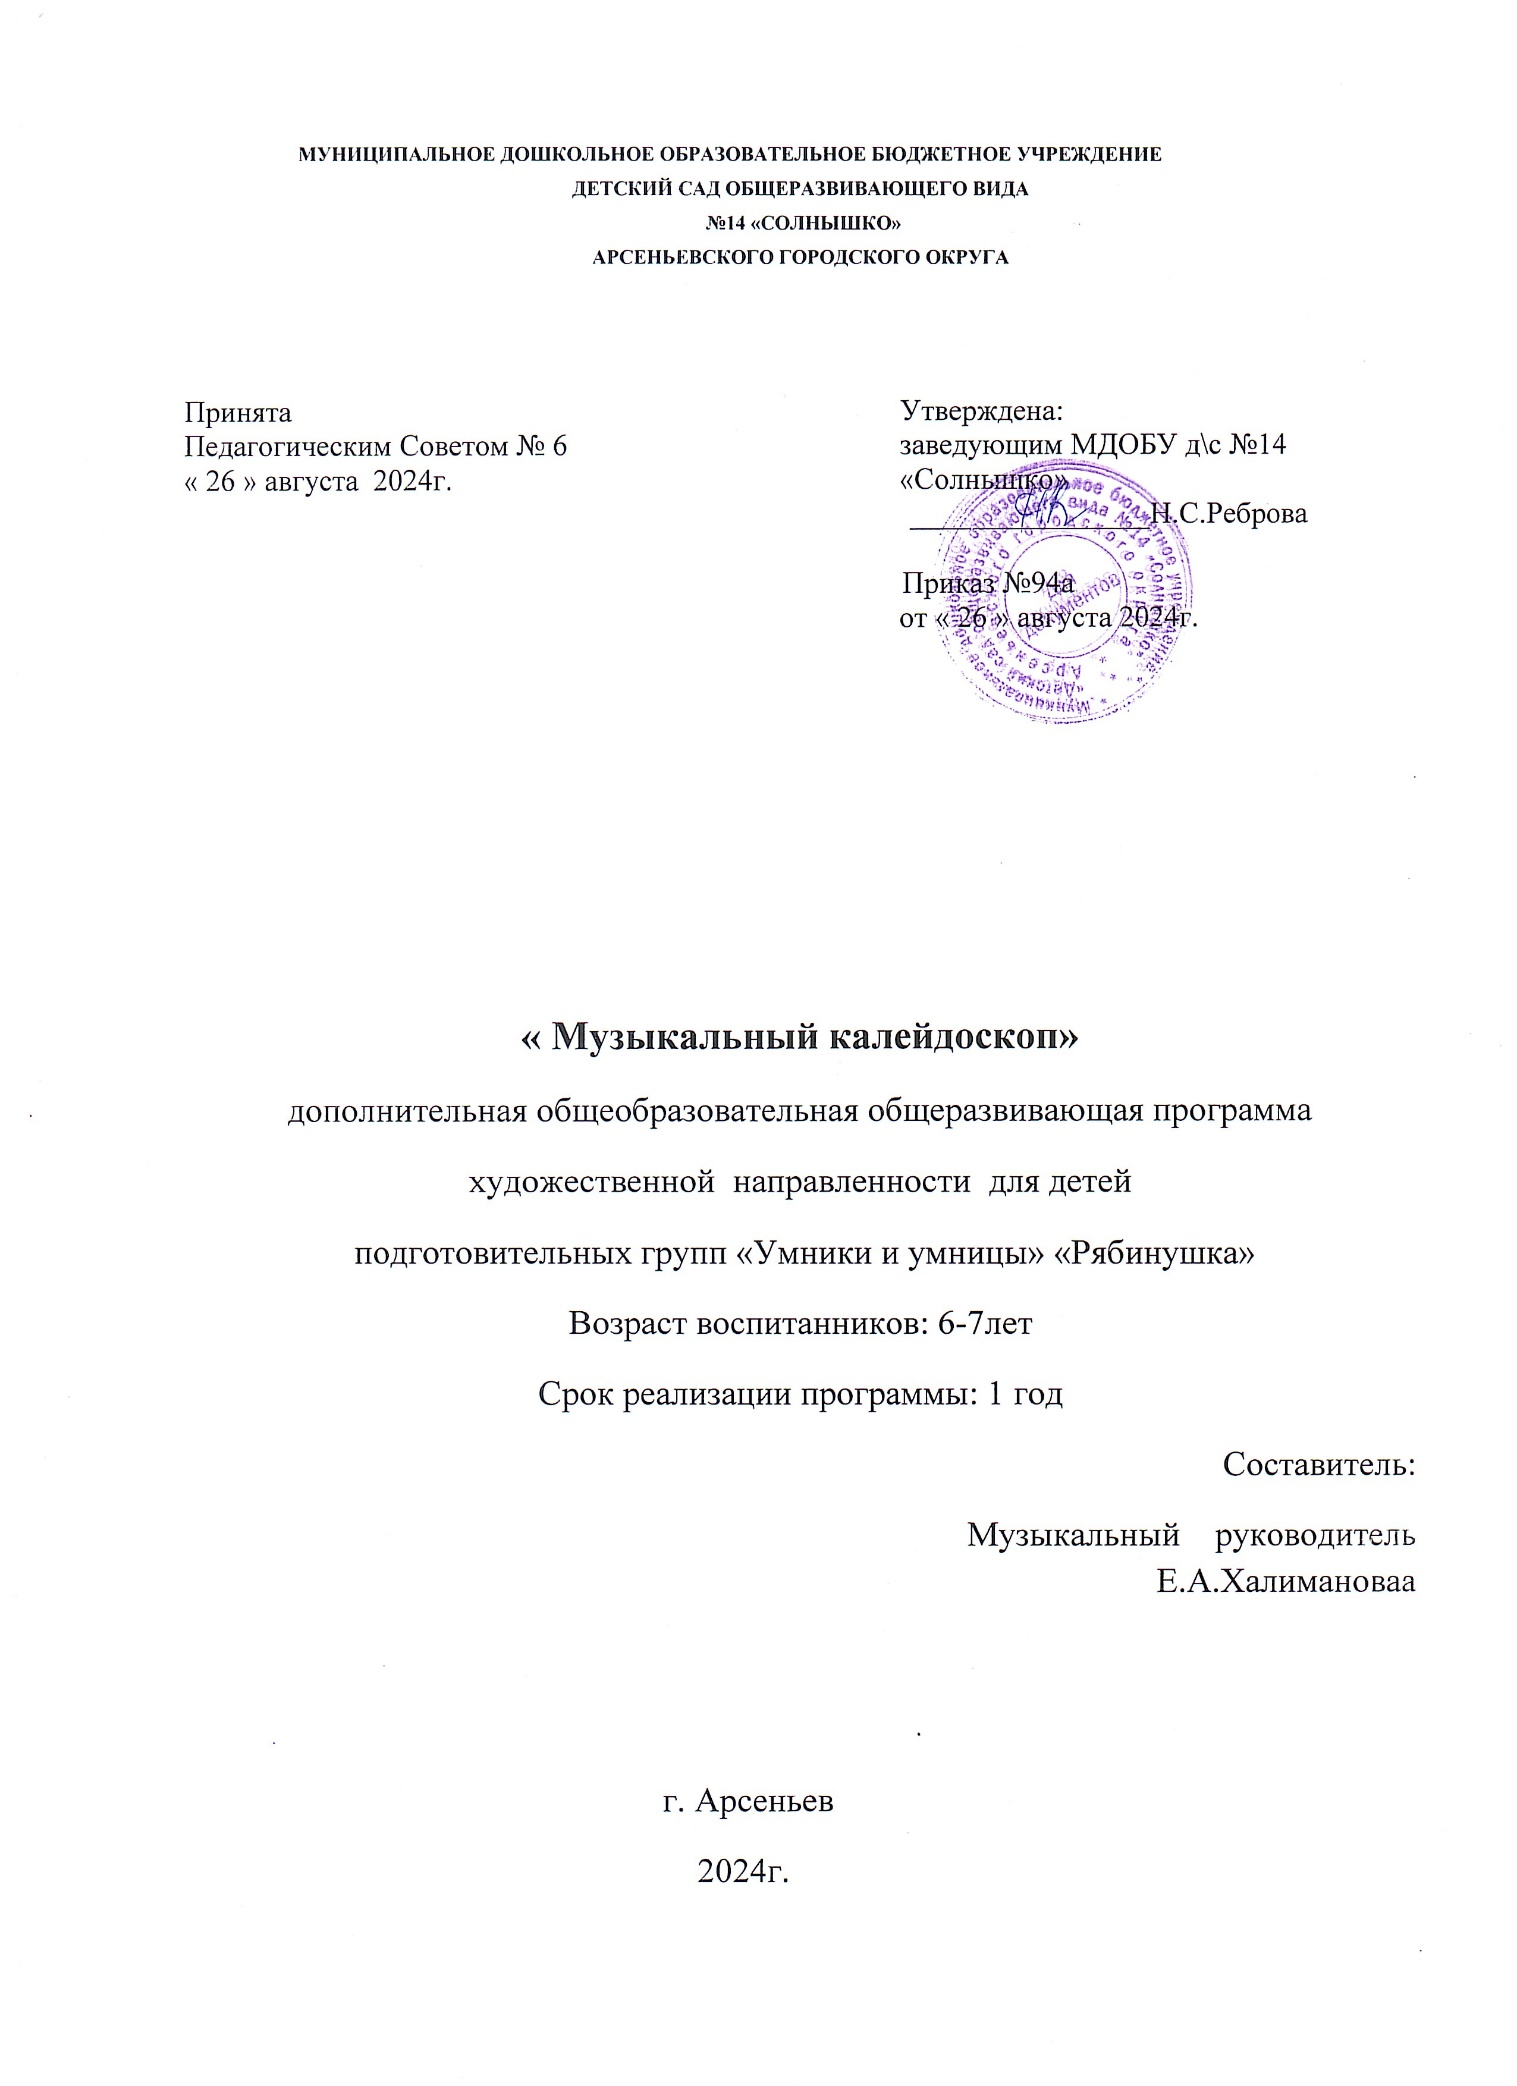 МУНИЦИПАЛЬНОЕ ДОШКОЛЬНОЕ ОБРАЗОВАТЕЛЬНОЕ БЮДЖЕТНОЕ УЧРЕЖДЕНИЕ
ДЕТСКИЙ САД ОБЩЕРАЗВИВАЮЩЕГО ВИДА
№14 «СОЛНЫШКО»
АРСЕНЬЕВСКОГО ГОРОДСКОГО ОКРУГА
Принята
Педагогическим Советом № 6
« 26 » августа 2024г.
Утверждена:
заведующим МДОБУ д\с №14
«Солнышко»
Н.С.Реброва
Приказ №94а
от « 26 » августа 2024г.
Для
документов
« Музыкальный калейдоскоп»
дополнительная общеобразовательная общеразвивающая программа
художественной направленности для детей
подготовительных групп «Умники и умницы» «Рябинушка»
Возраст воспитанников: 6-7лет
Срок реализации программы: 1 год
Составитель:
Музыкальный руководитель
Е.А.Халимановаа
г. Арсеньев
2024г.